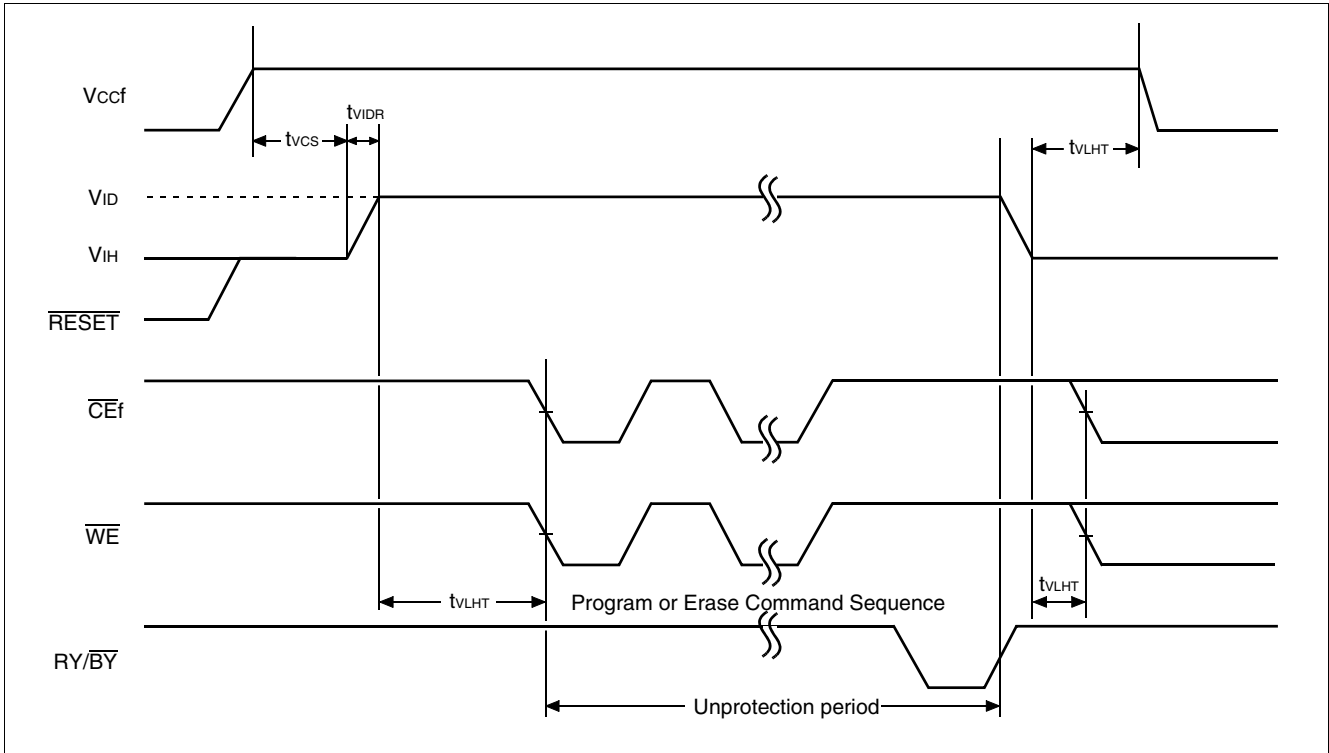 VCCf
tVIDR
tVCS
tVLHT
VID
VIH
RESET
CEf
WE
tVLHT
Program or Erase Command Sequence
tVLHT
RY/BY
Unprotection period